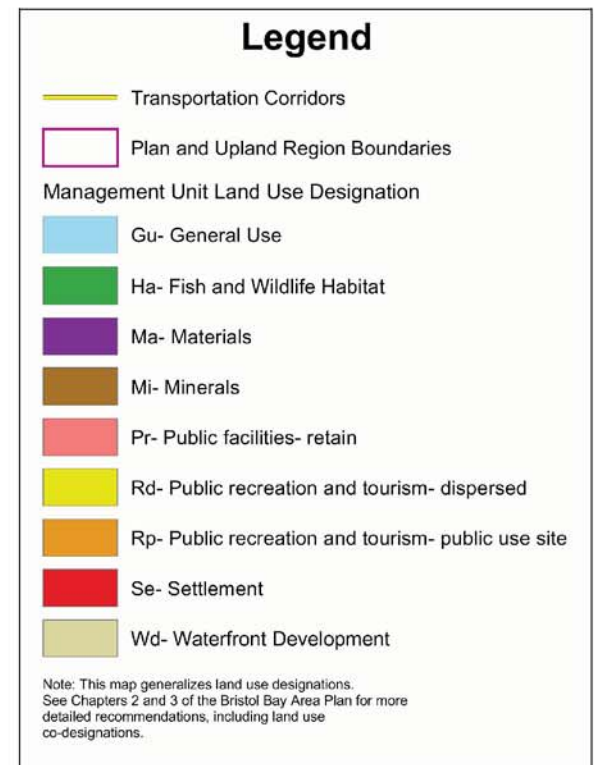 Legend
Transportation Corridors
Plan and Upland Region Boundaries
Management Unit Land Use Designation
Gu- General Use
Ha- Fish and Wildlife Habitat
Ma- Materials
Mi- Minerals
Pr- Public facilities- retain
Rd- Public recreation and tourism- dispersed
Rp- Public recreation and tourism- public use site
Se- Settlement
Wd- Waterfront Development
Note: This map generalizes land use designations.
See Chapters 2 and 3 of the Bristol Bay Area Plan for more
detailed recommendations, including land use
co-designations.